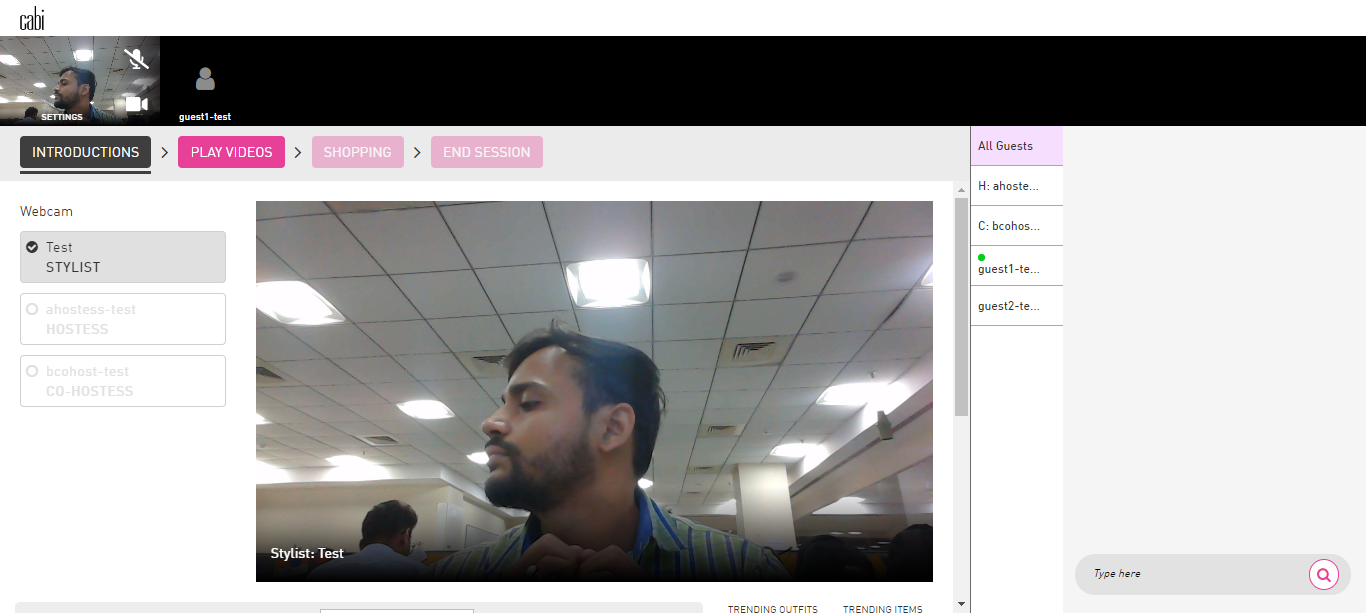 cabi
SETTINGS
guest1-test
INTRODUCTIONS
PLAY VIDEOS
SHOPPING
END SESSION
Webcam
Test
STYLIST
ahostess-test
HOSTESS
bcohost-test
CO-HOSTESS
Stylist: Test
TRENDING OUTFITS
TRENDING ITEMS
All Guests
H: ahoste...
C: bcohos...
guest1-te...
guest2-te...
Type here